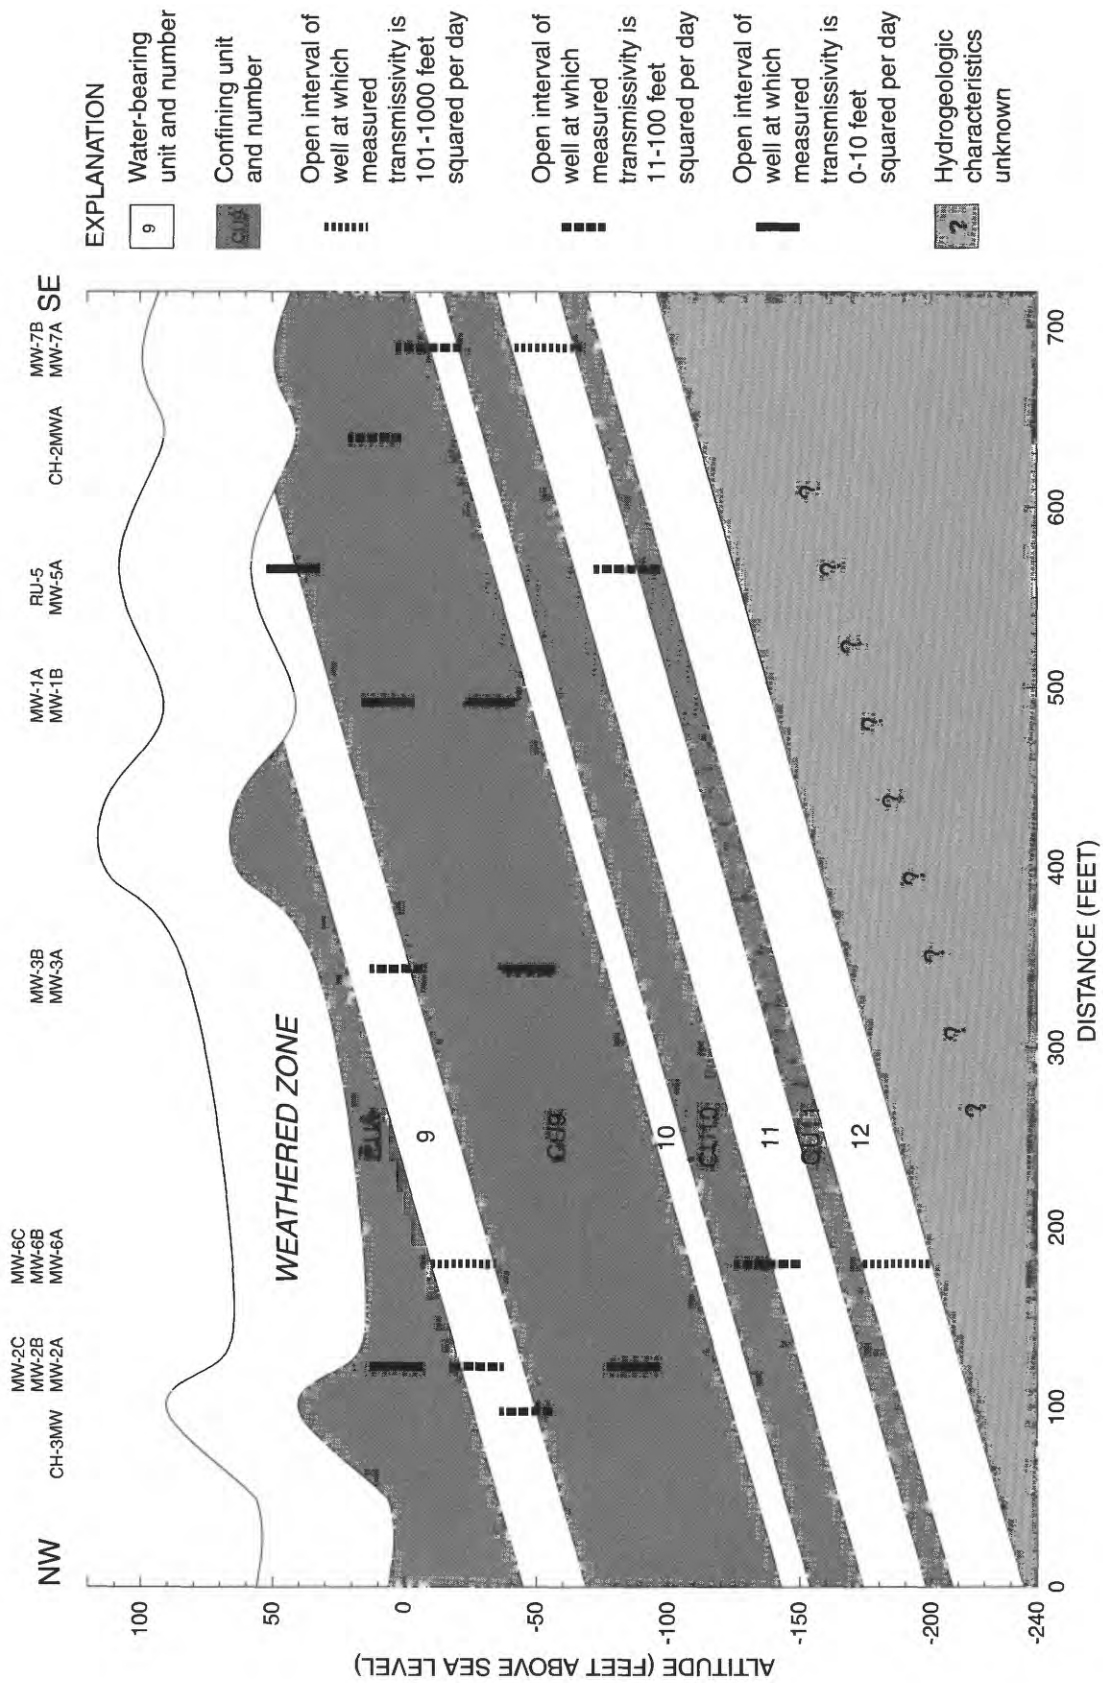 NW
SE
CH-3MW
MW-2C
MW-2B
MW-2A
MW-6C
MW-6B
MW-6A
MW-3B
MW-3A
MW-1A
MW-1B
RU-5
MW-5A
CH-2MWA
MW-7B
MW-7A
WEATHERED ZONE
CU8
9
CU9
10
CU10
11
CU11
12
?
?
?
?
?
?
?
?
?
ALTITUDE (FEET ABOVE SEA LEVEL)
100
50
0
-50
-100
-150
-200
-240
0
100
200
300
400
500
600
700
DISTANCE (FEET)
EXPLANATION
9
Water-bearing
unit and number
CU9
Confining unit
and number
Open interval of
well at which
measured
transmissivity is
101-1000 feet
squared per day
Open interval of
well at which
measured
transmissivity is
11-100 feet
squared per day
Open interval of
well at which
measured
transmissivity is
0-10 feet
squared per day
?
Hydrogeologic
characteristics
unknown